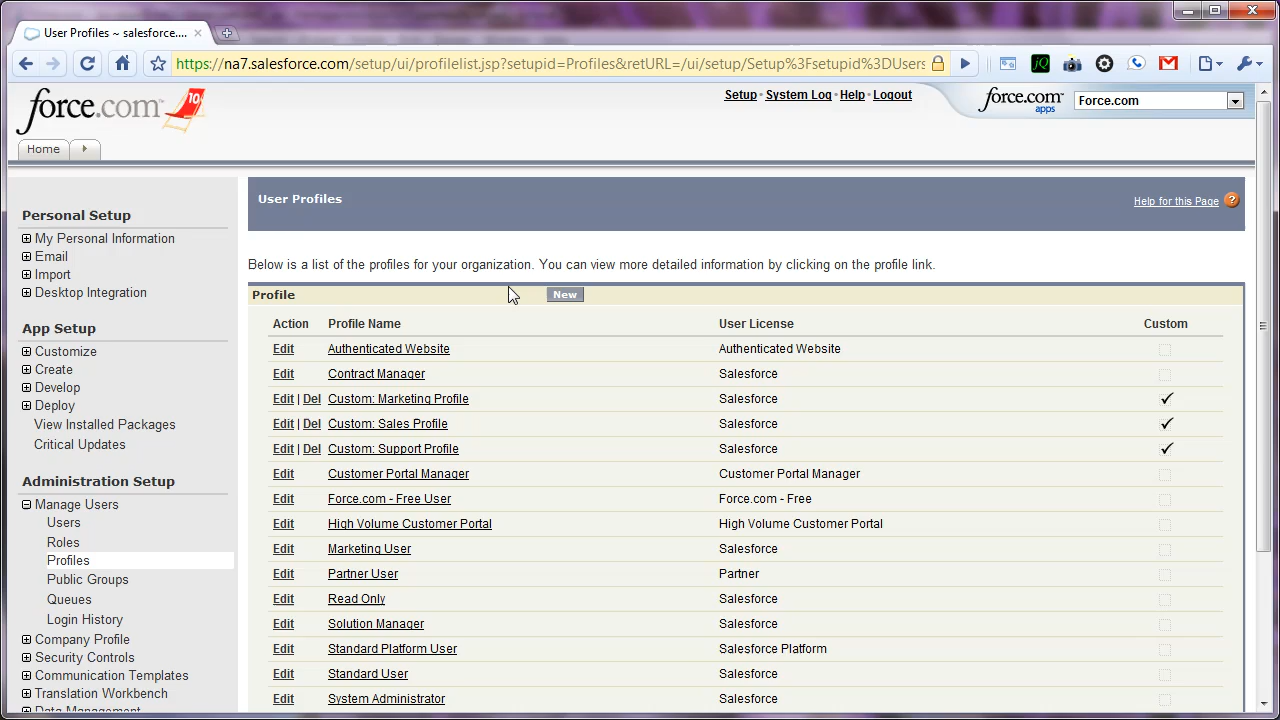 User Profiles ~ salesforce....
https://na7.salesforce.com/setup/ui/profilelist.jsp?setupid=Profiles&retURL=/ui/setup/Setup%3Fsetupid%3DUsers
force.com 10
Setup · System Log · Help · Logout
force.com apps
Force.com
Home
Personal Setup
My Personal Information
Email
Import
Desktop Integration
App Setup
Customize
Create
Develop
Deploy
View Installed Packages
Critical Updates
Administration Setup
Manage Users
Users
Roles
Profiles
Public Groups
Queues
Login History
Company Profile
Security Controls
Communication Templates
Translation Workbench
Data Management
User Profiles
Help for this Page ?
Below is a list of the profiles for your organization. You can view more detailed information by clicking on the profile link.
Profile New
Action Profile Name User License Custom
Edit Authenticated Website Authenticated Website
Edit Contract Manager Salesforce
Edit | Del Custom: Marketing Profile Salesforce
Edit | Del Custom: Sales Profile Salesforce
Edit | Del Custom: Support Profile Salesforce
Edit Customer Portal Manager Customer Portal Manager
Edit Force.com - Free User Force.com - Free
Edit High Volume Customer Portal High Volume Customer Portal
Edit Marketing User Salesforce
Edit Partner User Partner
Edit Read Only Salesforce
Edit Solution Manager Salesforce
Edit Standard Platform User Salesforce Platform
Edit Standard User Salesforce
Edit System Administrator Salesforce